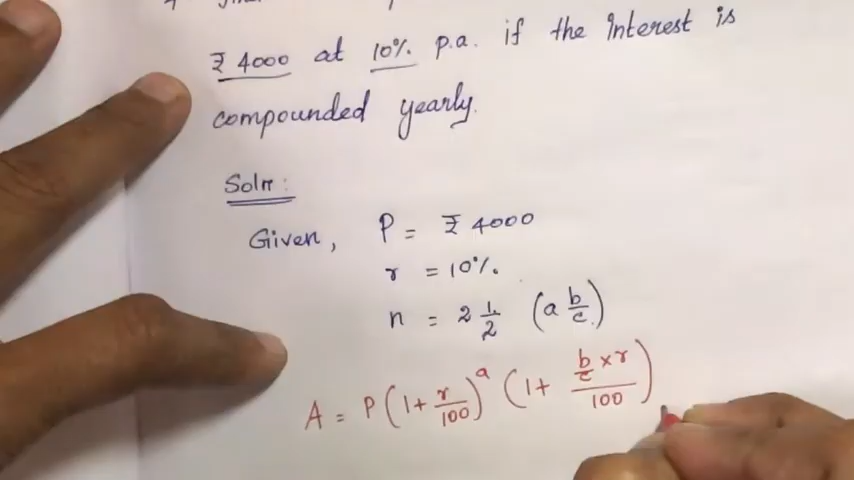 ₹ 4000 at 10% p.a. if the interest is
compounded yearly.
Soln:
Given, P = ₹ 4000
r = 10%.
n = 2 1/2 (a b/c)
A = P(1 + r/100)^a (1 + (b/c × r)/100)